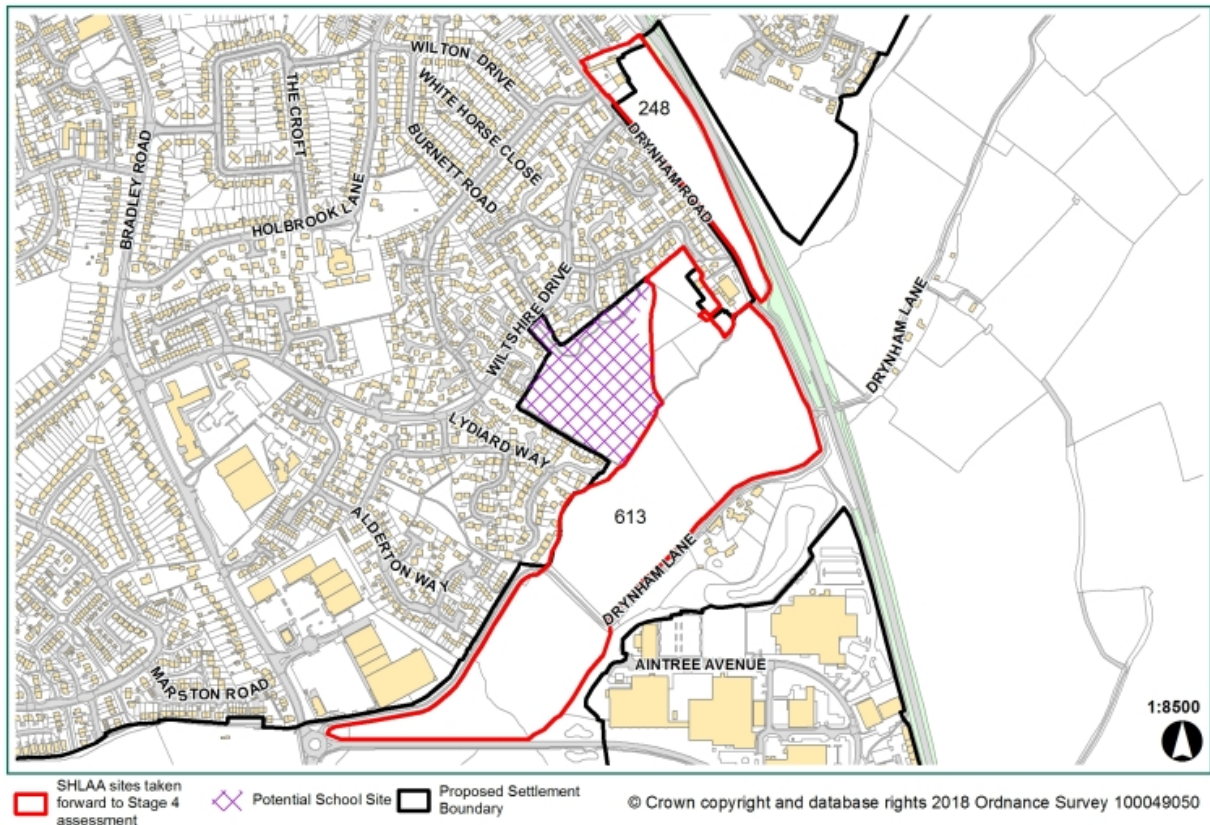 WILTON DRIVE
WHITE HORSE CLOSE
THE CROFT
BURNETT ROAD
248
DRYNHAM ROAD
BRADLEY ROAD
HOLBROOK LANE
WILTSHIRE DRIVE
DRYNHAM LANE
LYDIARD WAY
613
ALDERTON WAY
DRYNHAM LANE
AINTREE AVENUE
MARSTON ROAD
1:8500
SHLAA sites taken
forward to Stage 4
assessment
Potential School Site
Proposed Settlement
Boundary
© Crown copyright and database rights 2018 Ordnance Survey 100049050